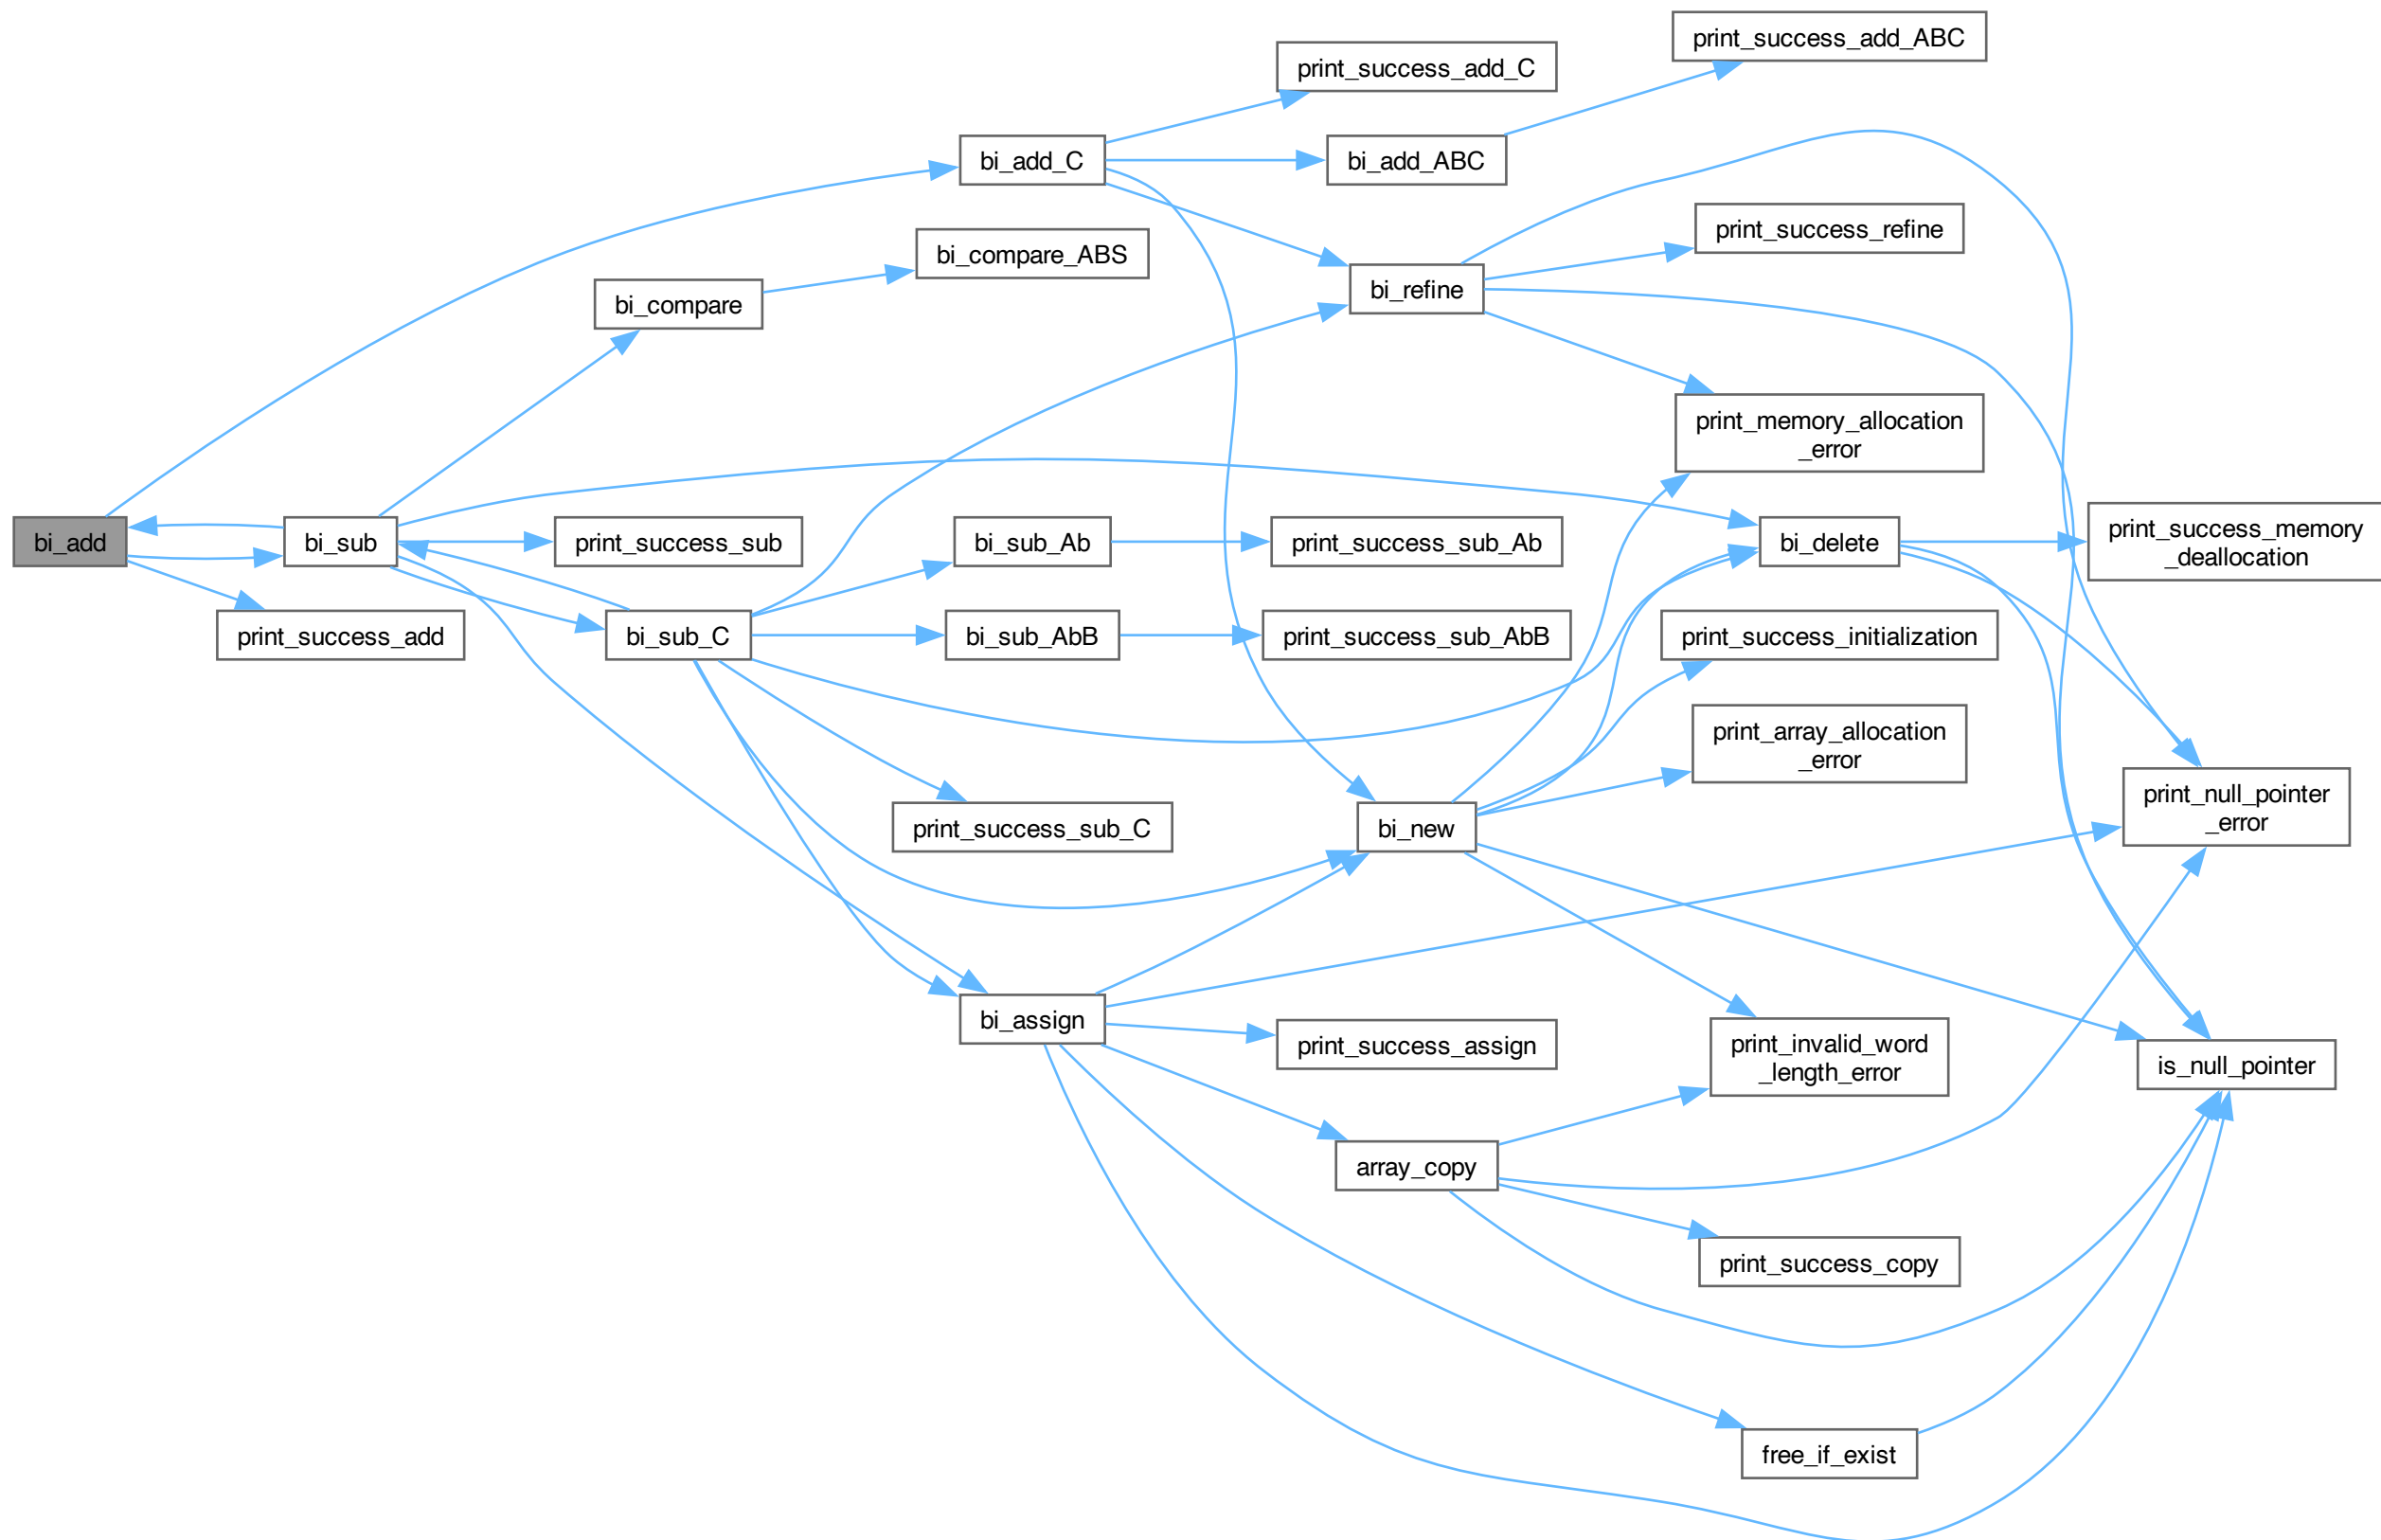 bi_add
bi_sub
print_success_add
bi_compare
print_success_sub
bi_sub_C
bi_add_C
bi_compare_ABS
bi_sub_Ab
bi_sub_AbB
print_success_sub_C
bi_assign
print_success_add_C
bi_add_ABC
bi_refine
print_success_sub_Ab
print_success_sub_AbB
bi_new
print_success_assign
array_copy
print_success_add_ABC
print_success_refine
print_memory_allocation
_error
bi_delete
print_success_initialization
print_array_allocation
_error
print_invalid_word
_length_error
print_success_copy
free_if_exist
print_success_memory
_deallocation
print_null_pointer
_error
is_null_pointer